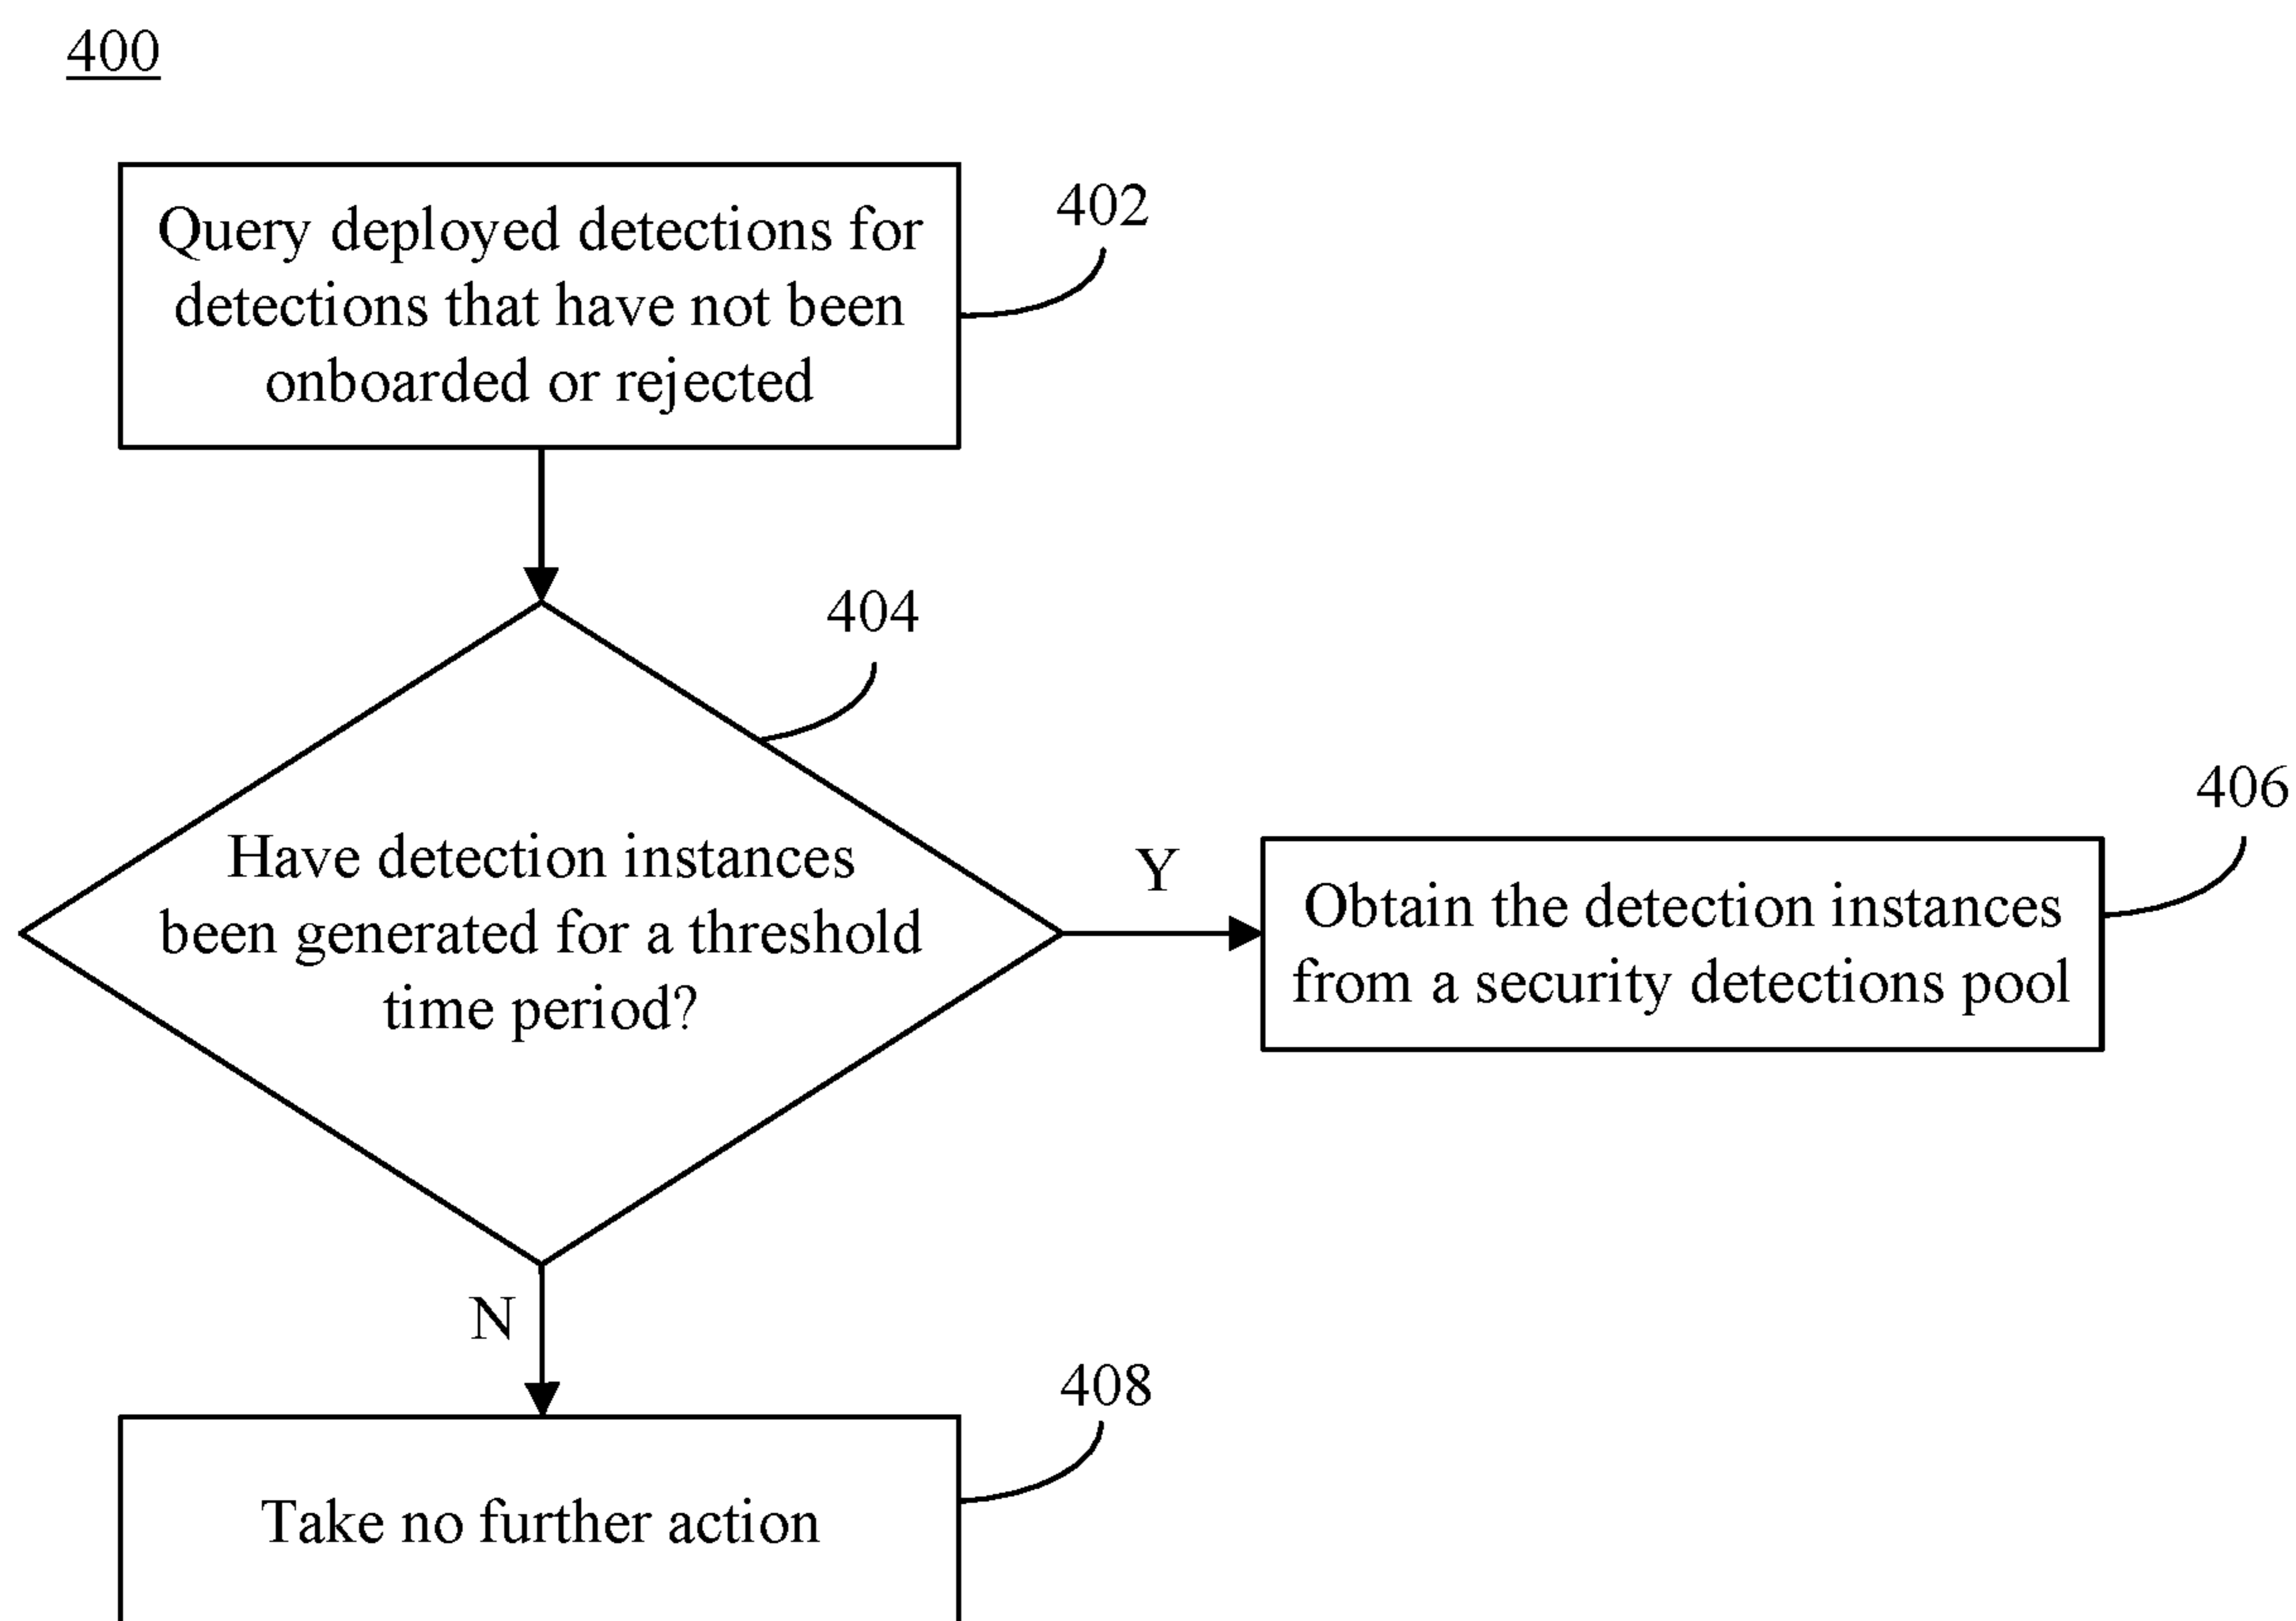 400
Query deployed detections for
detections that have not been
onboarded or rejected
402
404
Have detection instances
been generated for a threshold
time period?
Y
406
Obtain the detection instances
from a security detections pool
N
408
Take no further action